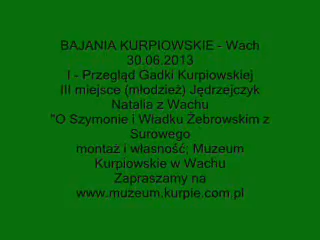 BAJANIA KURPIOWSKIE - Wach
30.06.2013
I - Przegląd Gadki Kurpiowskiej
III miejsce (młodzież) Jędrzejczyk
Natalia z Wachu
"O Szymonie i Władku Żebrowskim z
Surowego
montaż i własność; Muzeum
Kurpiowskie w Wachu
Zapraszamy na
www.muzeum.kurpie.com.pl